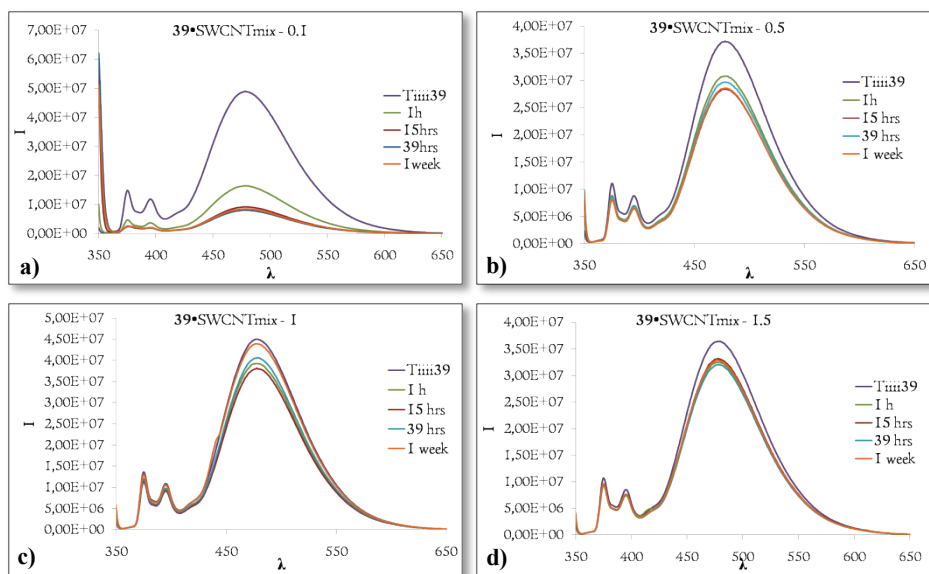 39•SWCNTmix - 0.1
7,00E+07
6,00E+07
5,00E+07
4,00E+07
3,00E+07
2,00E+07
1,00E+07
0,00E+00
I
350
450
550
650
λ
Tiiii39
1h
15hrs
39hrs
1 week
a)
39•SWCNTmix - 0.5
4,00E+07
3,50E+07
3,00E+07
2,50E+07
2,00E+07
1,50E+07
1,00E+07
5,00E+06
0,00E+00
I
350
450
550
650
λ
Tiiii39
1h
15 hrs
39 hrs
1 week
b)
39•SWCNTmix - 1
5,00E+07
4,50E+07
4,00E+07
3,50E+07
3,00E+07
2,50E+07
2,00E+07
1,50E+07
1,00E+07
5,00E+06
0,00E+00
I
350
450
550
650
λ
Tiiii39
1 h
15 hrs
39 hrs
1 week
c)
39•SWCNTmix - 1.5
4,00E+07
3,50E+07
3,00E+07
2,50E+07
2,00E+07
1,50E+07
1,00E+07
5,00E+06
0,00E+00
I
350
400
450
500
550
600
650
λ
Tiiii39
1 h
15 hrs
39 hrs
1 week
d)